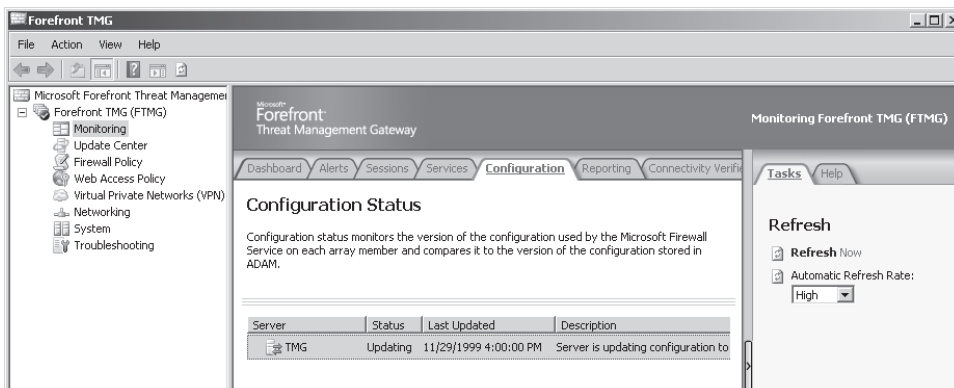 Forefront TMG
File Action View Help
Microsoft Forefront Threat Managemer
Forefront TMG (FTMG)
Monitoring
Update Center
Firewall Policy
Web Access Policy
Virtual Private Networks (VPN)
Networking
System
Troubleshooting
Microsoft
Forefront
Threat Management Gateway
Monitoring Forefront TMG (FTMG)
Dashboard Alerts Sessions Services Configuration Reporting Connectivity Verifie
Configuration Status
Configuration status monitors the version of the configuration used by the Microsoft Firewall
Service on each array member and compares it to the version of the configuration stored in
ADAM.
Server Status Last Updated Description
TMG Updating 11/29/1999 4:00:00 PM Server is updating configuration to
Tasks Help
Refresh
Refresh Now
Automatic Refresh Rate:
High